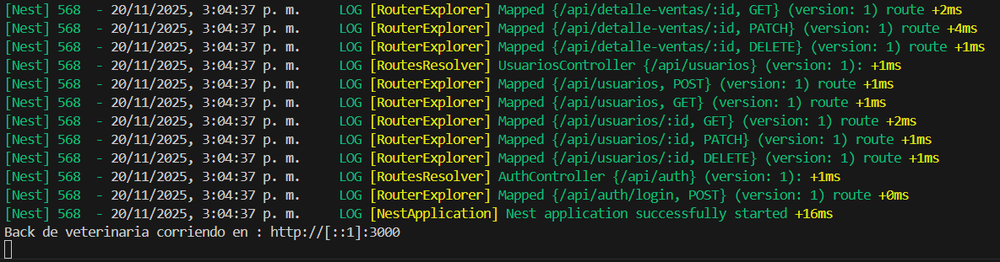 [Nest] 568  - 20/11/2025, 3:04:37 p. m.     LOG [RouterExplorer] Mapped {/api/detalle-ventas/:id, GET} (version: 1) route +2ms
[Nest] 568  - 20/11/2025, 3:04:37 p. m.     LOG [RouterExplorer] Mapped {/api/detalle-ventas/:id, PATCH} (version: 1) route +4ms
[Nest] 568  - 20/11/2025, 3:04:37 p. m.     LOG [RouterExplorer] Mapped {/api/detalle-ventas/:id, DELETE} (version: 1) route +1ms
[Nest] 568  - 20/11/2025, 3:04:37 p. m.     LOG [RoutesResolver] UsuariosController {/api/usuarios} (version: 1): +1ms
[Nest] 568  - 20/11/2025, 3:04:37 p. m.     LOG [RouterExplorer] Mapped {/api/usuarios, POST} (version: 1) route +1ms
[Nest] 568  - 20/11/2025, 3:04:37 p. m.     LOG [RouterExplorer] Mapped {/api/usuarios, GET} (version: 1) route +1ms
[Nest] 568  - 20/11/2025, 3:04:37 p. m.     LOG [RouterExplorer] Mapped {/api/usuarios/:id, GET} (version: 1) route +2ms
[Nest] 568  - 20/11/2025, 3:04:37 p. m.     LOG [RouterExplorer] Mapped {/api/usuarios/:id, PATCH} (version: 1) route +1ms
[Nest] 568  - 20/11/2025, 3:04:37 p. m.     LOG [RouterExplorer] Mapped {/api/usuarios/:id, DELETE} (version: 1) route +1ms
[Nest] 568  - 20/11/2025, 3:04:37 p. m.     LOG [RoutesResolver] AuthController {/api/auth} (version: 1): +1ms
[Nest] 568  - 20/11/2025, 3:04:37 p. m.     LOG [RouterExplorer] Mapped {/api/auth/login, POST} (version: 1) route +0ms
[Nest] 568  - 20/11/2025, 3:04:37 p. m.     LOG [NestApplication] Nest application successfully started +16ms
Back de veterinaria corriendo en : http://[::1]:3000